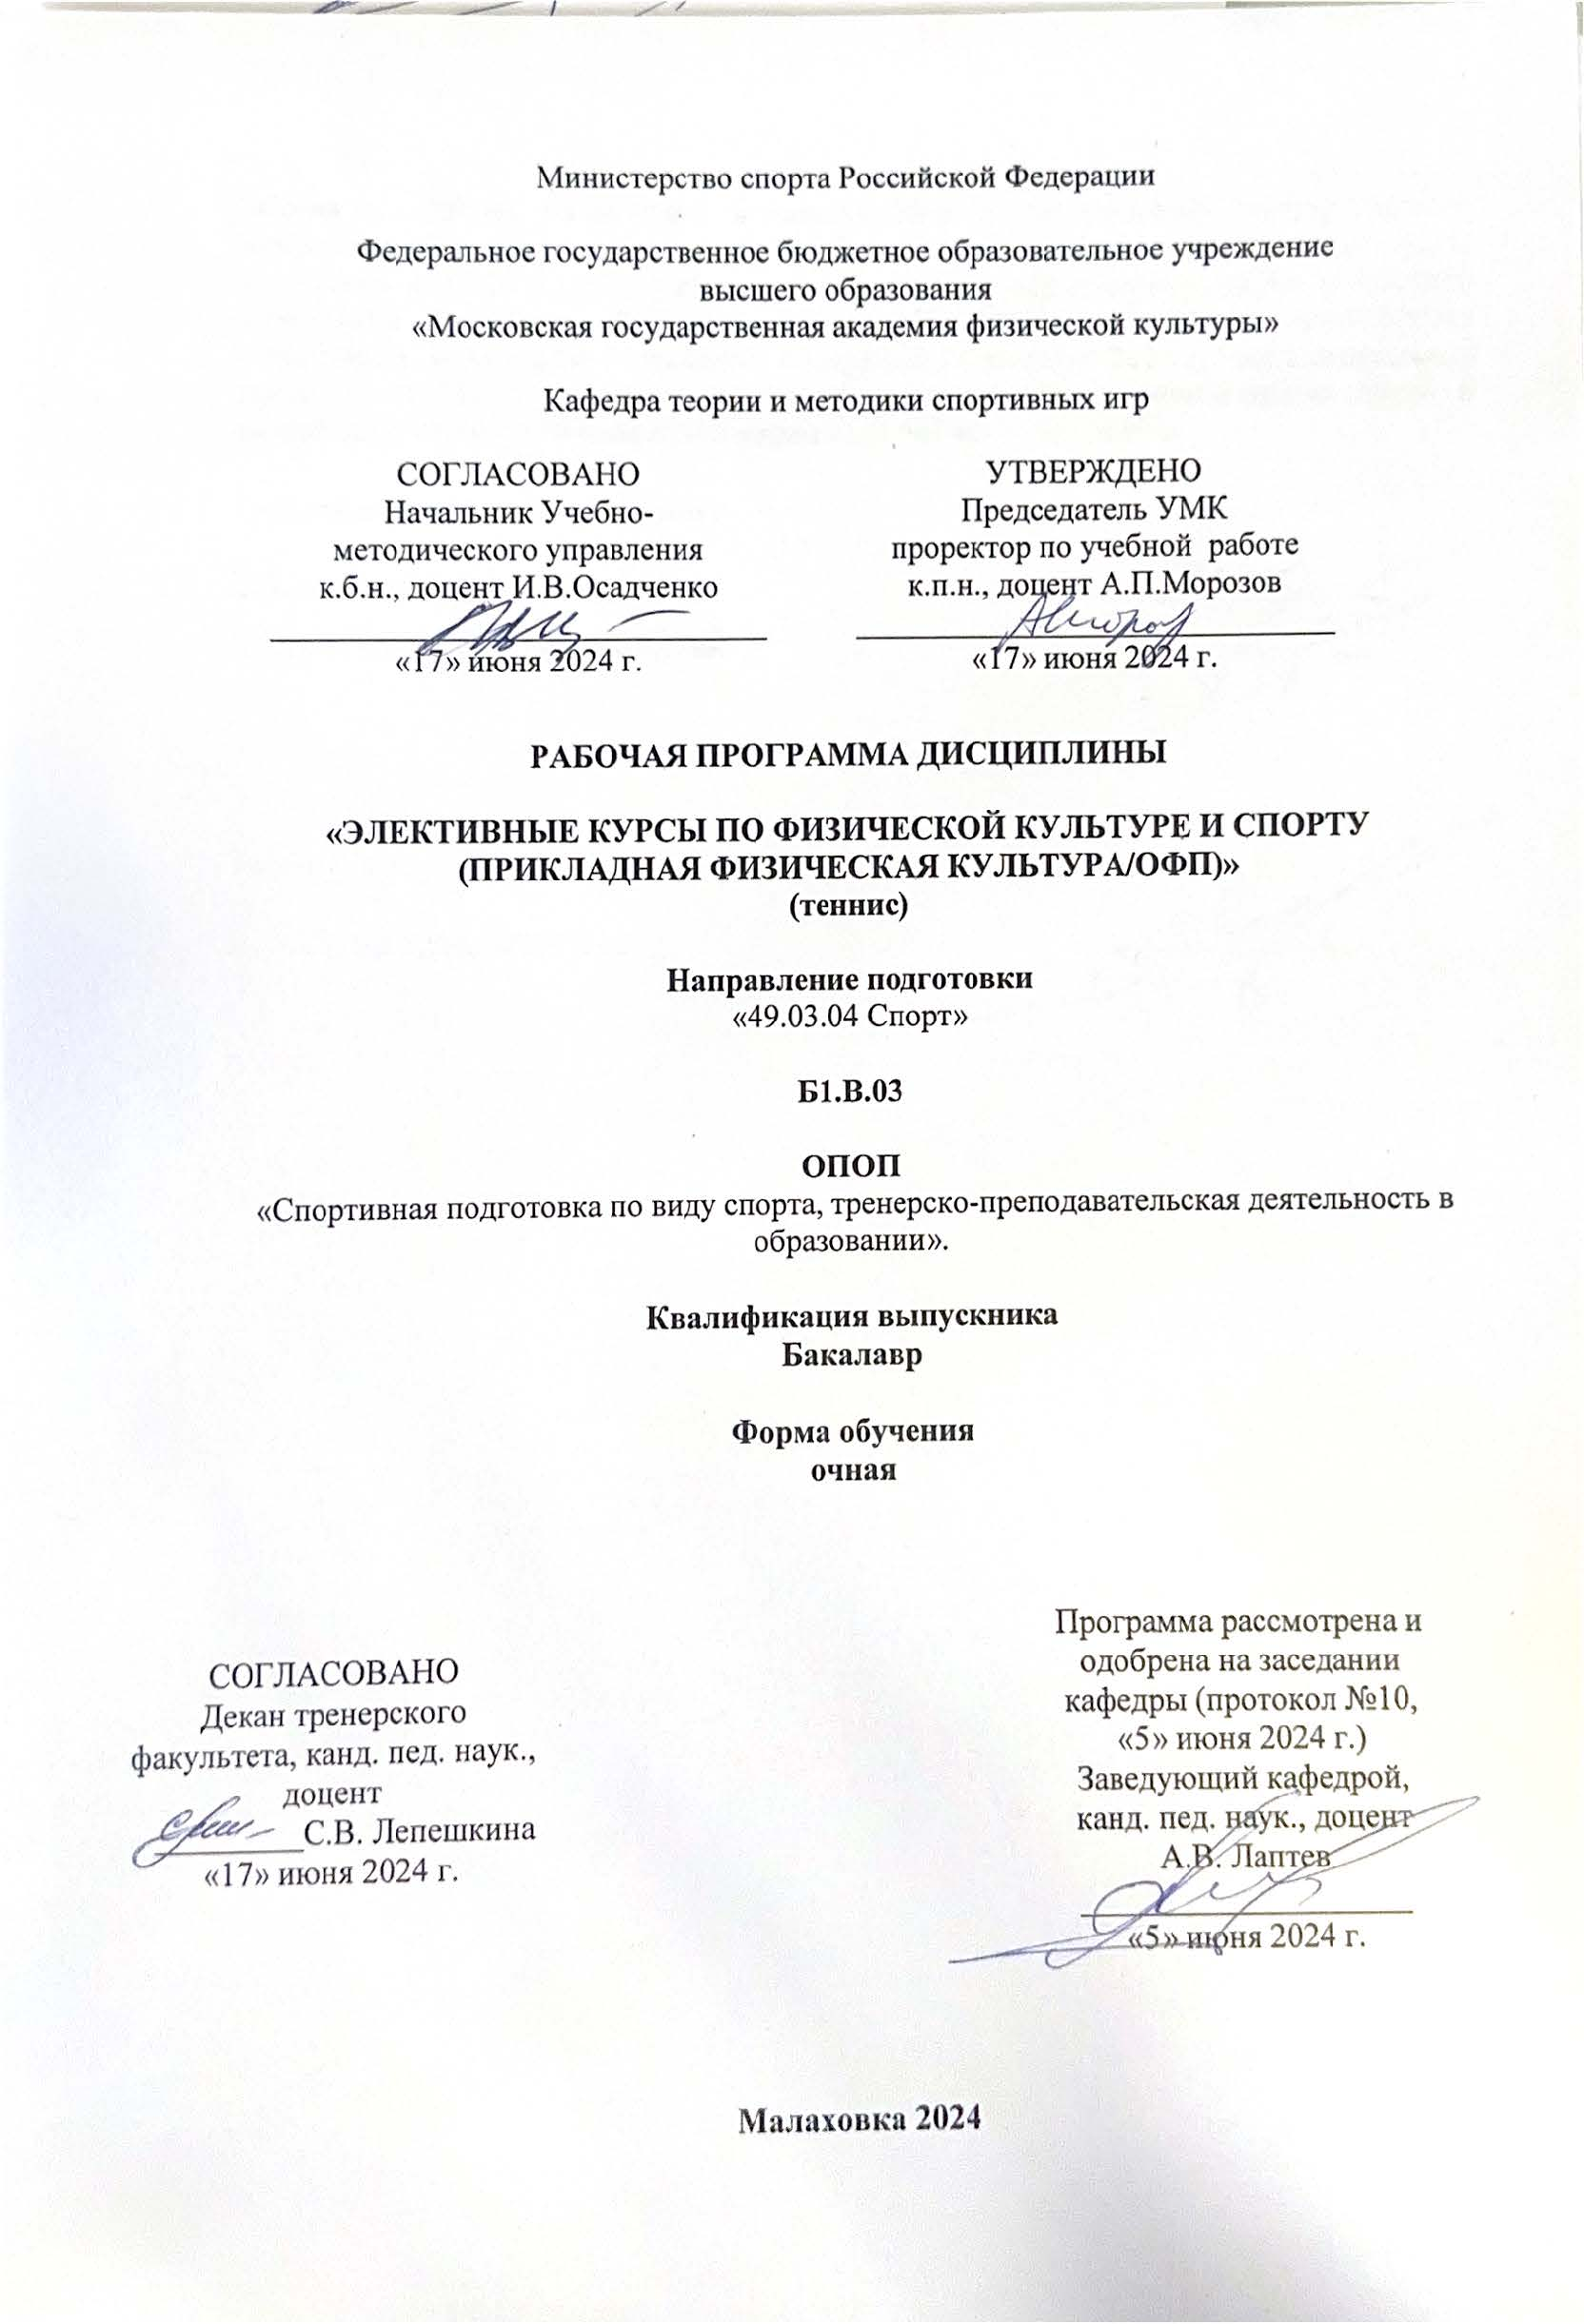 Министерство спорта Российской Федерации
Федеральное государственное бюджетное образовательное учреждение
высшего образования
«Московская государственная академия физической культуры»
Кафедра теории и методики спортивных игр
СОГЛАСОВАНО
Начальник Учебно-
методического управления
к.б.н., доцент И.В.Осадченко
«17» июня 2024 г.
УТВЕРЖДЕНО
Председатель УМК
проректор по учебной работе
к.п.н., доцент А.П.Морозов
«17» июня 2024 г.
РАБОЧАЯ ПРОГРАММА ДИСЦИПЛИНЫ
«ЭЛЕКТИВНЫЕ КУРСЫ ПО ФИЗИЧЕСКОЙ КУЛЬТУРЕ И СПОРТУ
(ПРИКЛАДНАЯ ФИЗИЧЕСКАЯ КУЛЬТУРА/ОФП)»
(теннис)
Направление подготовки
«49.03.04 Спорт»
Б1.В.03
ОПОП
«Спортивная подготовка по виду спорта, тренерско-преподавательская деятельность в
образовании».
Квалификация выпускника
Бакалавр
Форма обучения
очная
СОГЛАСОВАНО
Декан тренерского
факультета, канд. пед. наук.,
доцент
С.В. Лепешкина
«17» июня 2024 г.
Программа рассмотрена и
одобрена на заседании
кафедры (протокол №10,
«5» июня 2024 г.)
Заведующий кафедрой,
канд. пед. наук., доцент
А.В. Лаптев
«5» июня 2024 г.
Малаховка 2024